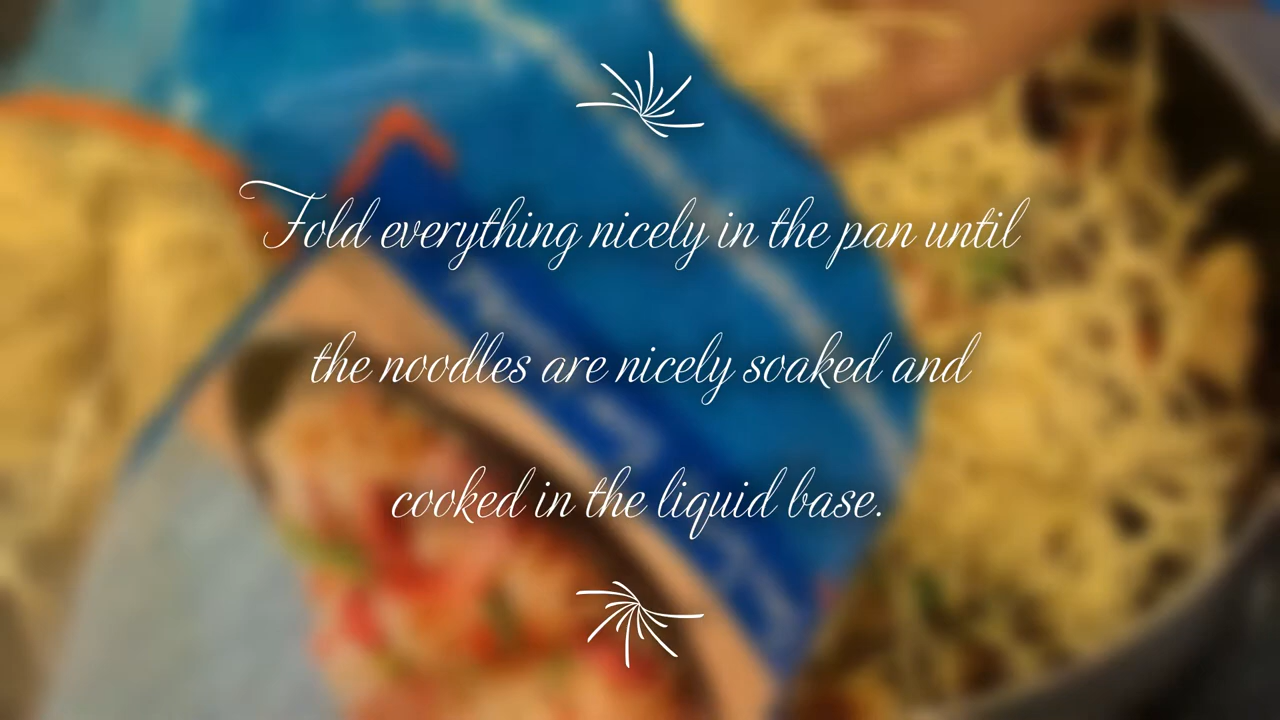 Fold everything nicely in the pan until
the noodles are nicely soaked and
cooked in the liquid base.